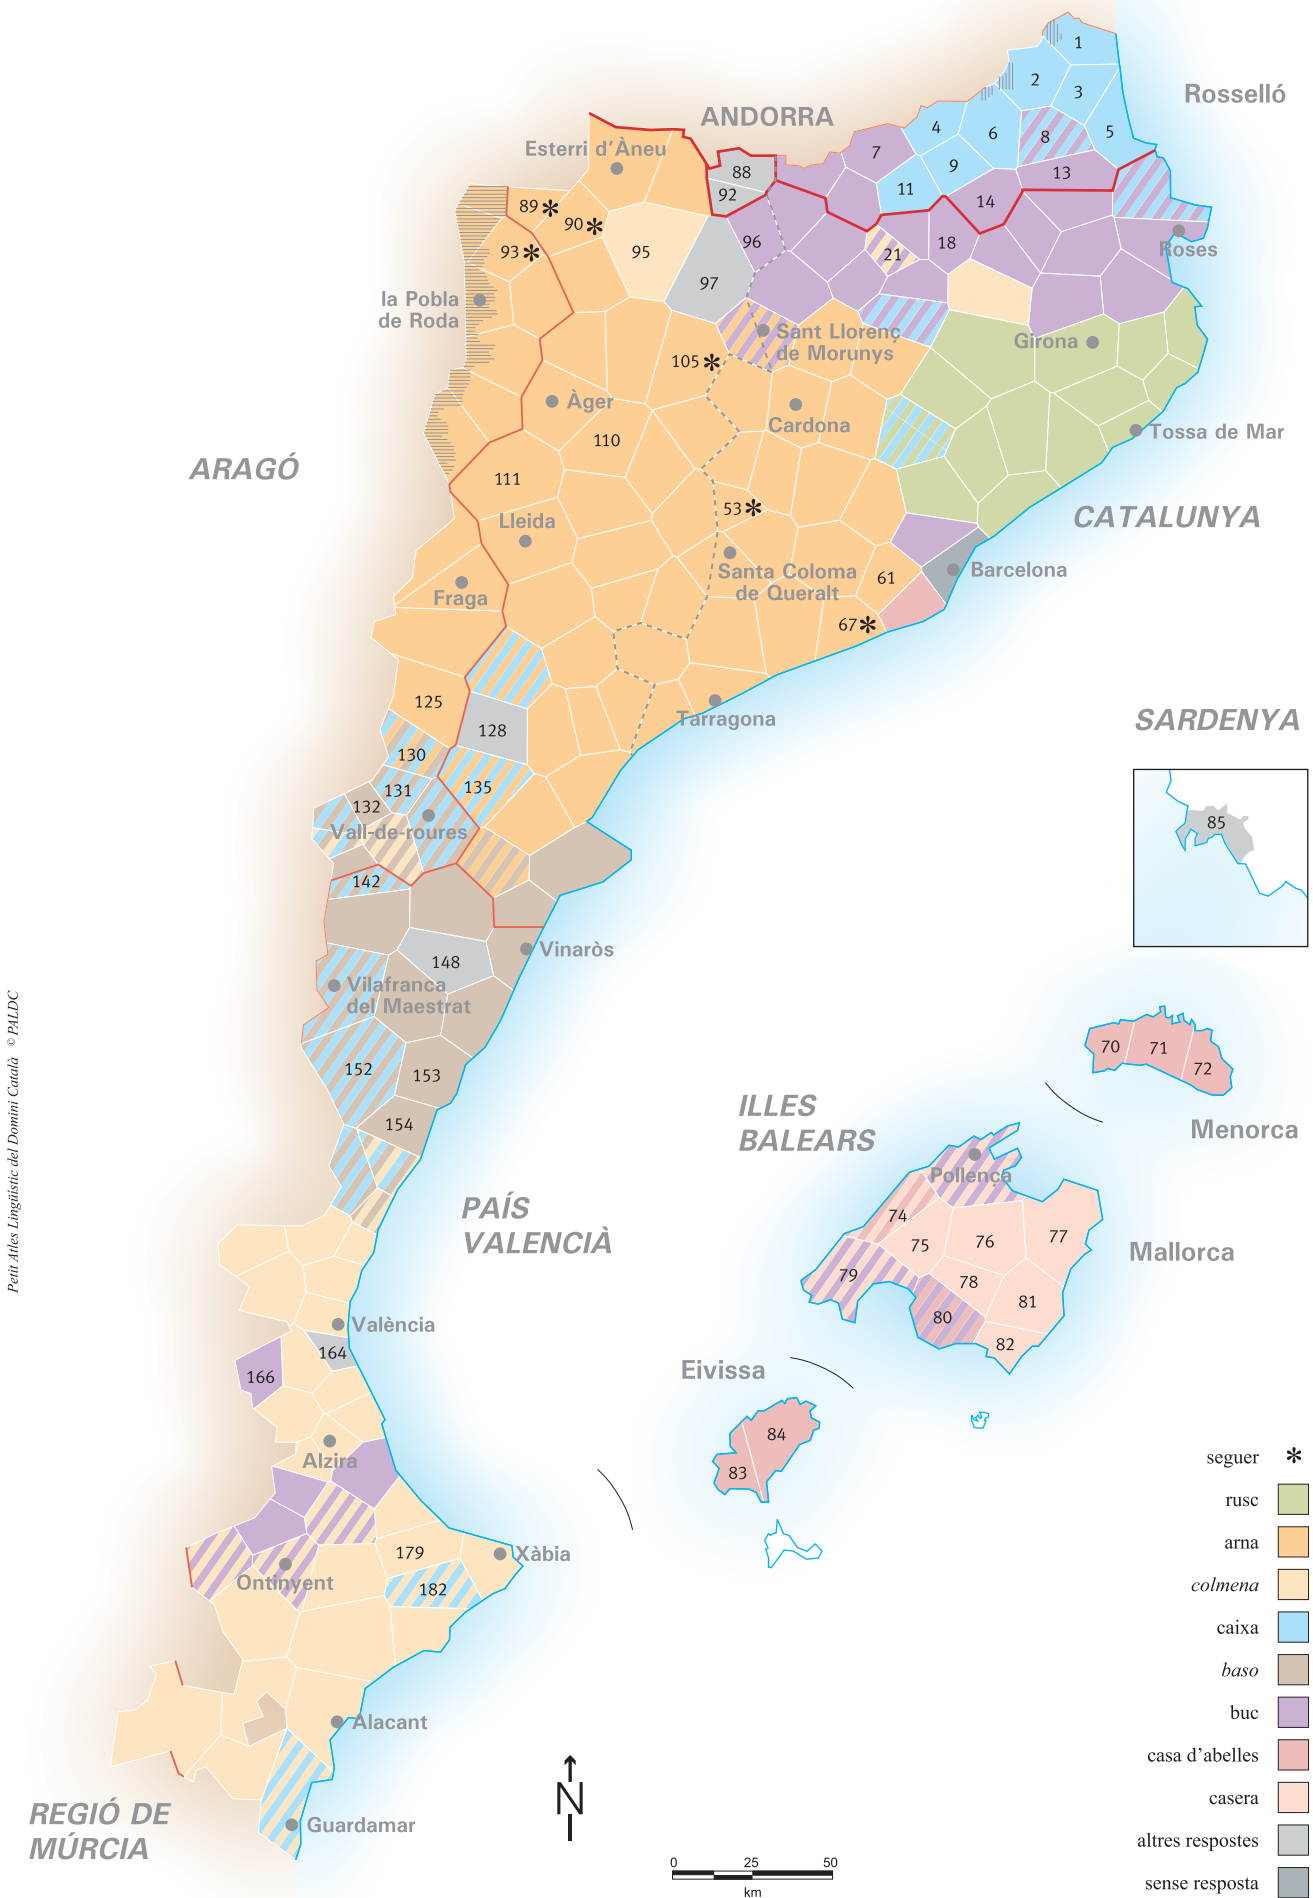 1
Rosselló
2
3
ANDORRA
4
6
8
5
Esterri d'Àneu
7
9
88
13
11
92
14
89*
90*
96
18
Roses
93*
95
21
97
la Pobla
de Roda
Sant Llorenç
de Morunys
Girona
105*
Àger
Cardona
Tossa de Mar
110
ARAGÓ
111
53*
CATALUNYA
Lleida
Santa Coloma
de Queralt
61
Barcelona
Fraga
67*
125
Tarragona
SARDENYA
128
130
131
135
132
85
Vall-de-roures
142
Vinaròs
148
Vilafranca
del Maestrat
70
71
72
152
153
154
ILLES
BALEARS
Menorca
Petit Atles Lingüístic del Domini Català © PALDC
Pollença
PAÍS
VALENCIÀ
74
75
76
77
Mallorca
79
78
81
80
82
València
164
166
Eivissa
84
83
Alzira
179
Xàbia
Ontinyent
182
Alacant
REGIÓ DE
MÚRCIA
Guardamar
N
0 25 50
km
seguer *
rusc
arna
colmena
caixa
baso
buc
casa d'abelles
casera
altres respostes
sense resposta